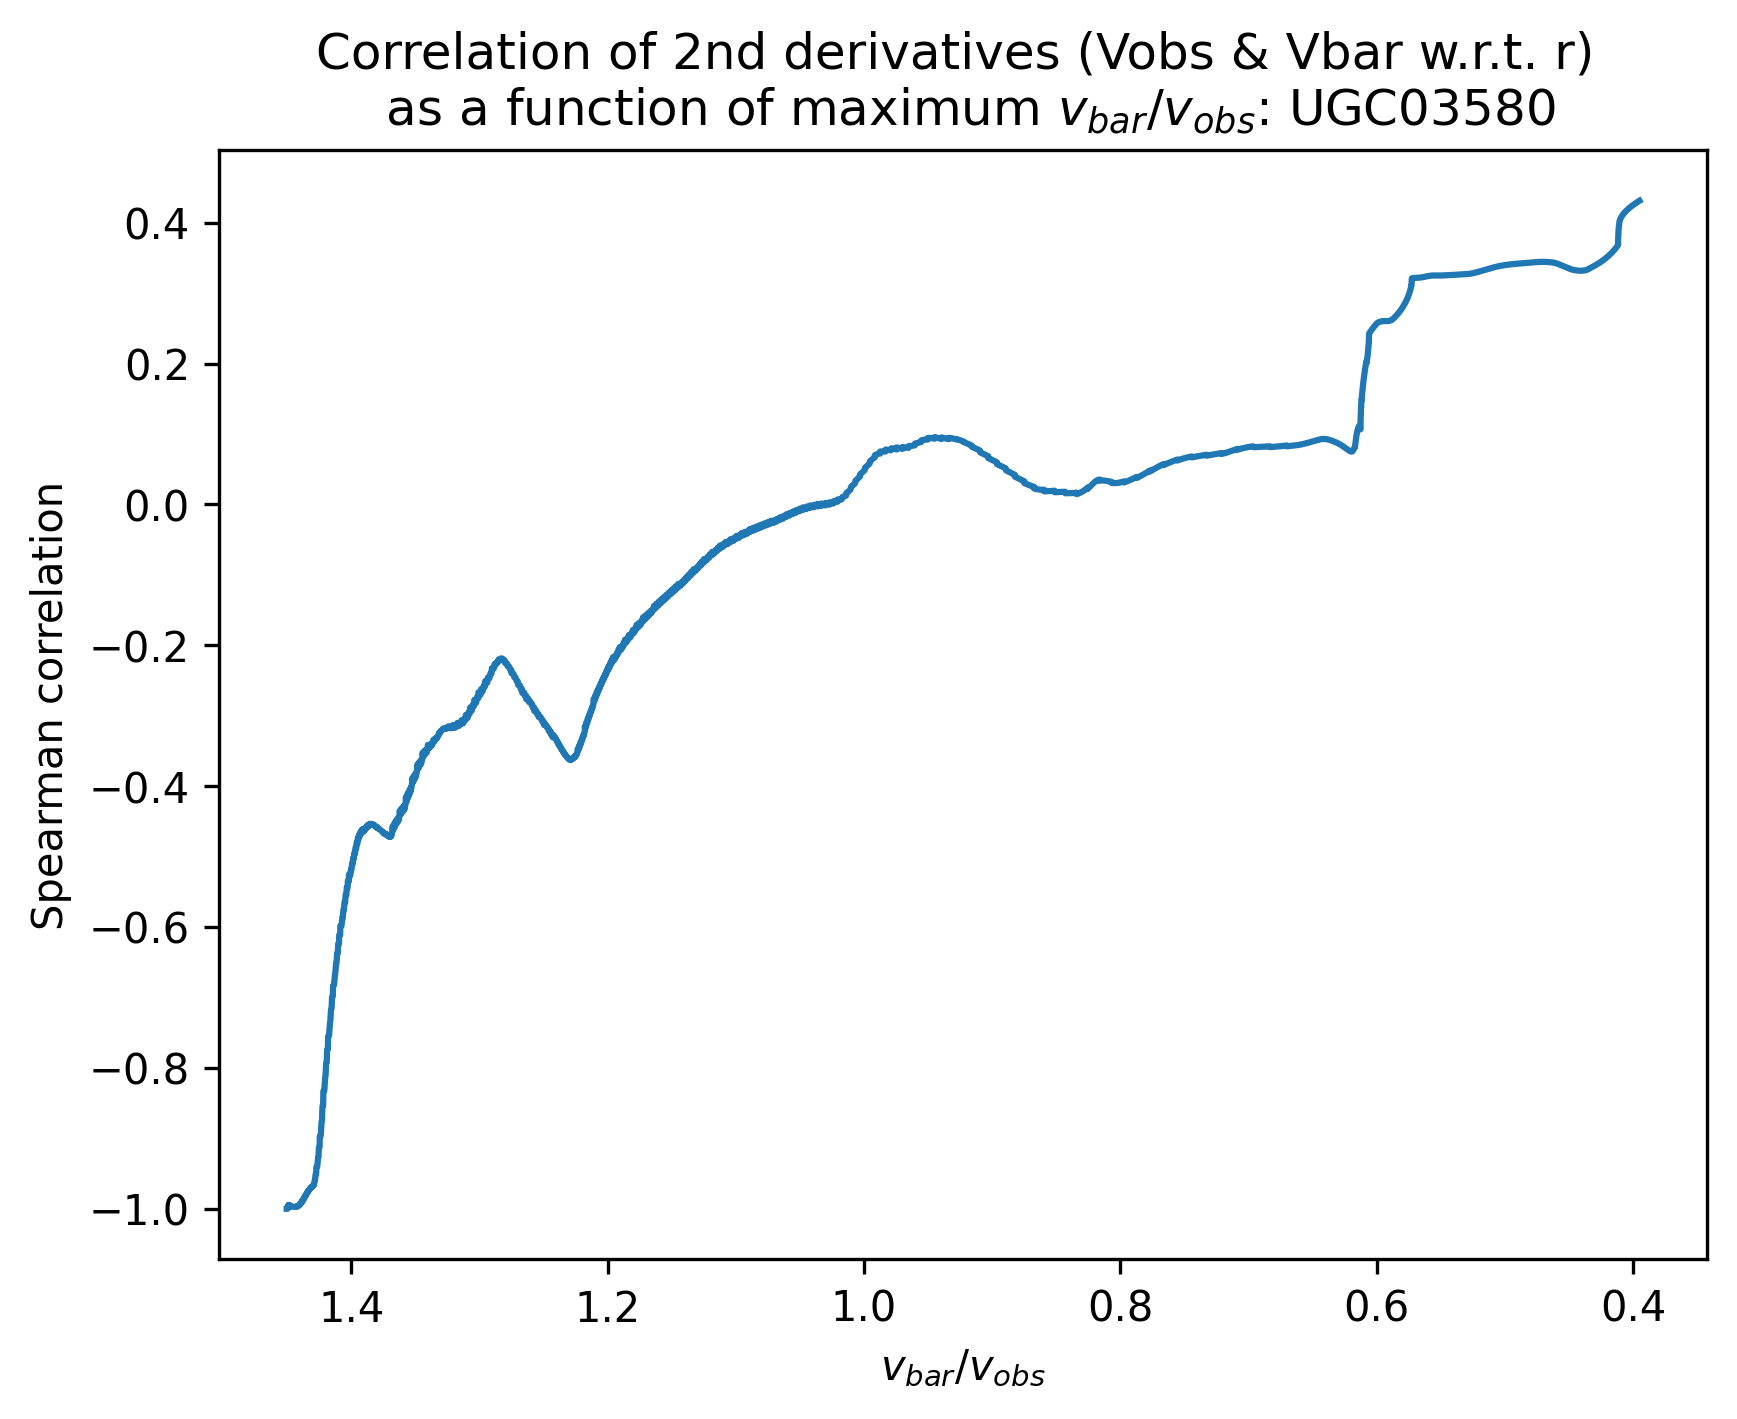 Correlation of 2nd derivatives (Vobs & Vbar w.r.t. r)
as a function of maximum v_bar/v_obs: UGC03580
0.4
0.2
0.0
−0.2
−0.4
−0.6
−0.8
−1.0
Spearman correlation
1.4 1.2 1.0 0.8 0.6 0.4
v_bar/v_obs